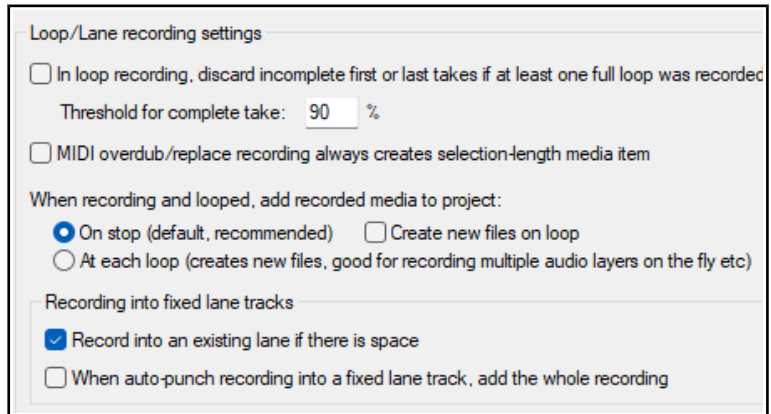 Loop/Lane recording settings
In loop recording, discard incomplete first or last takes if at least one full loop was recorded
Threshold for complete take: 90 %
MIDI overdub/replace recording always creates selection-length media item
When recording and looped, add recorded media to project:
On stop (default, recommended) Create new files on loop
At each loop (creates new files, good for recording multiple audio layers on the fly etc)
Recording into fixed lane tracks
Record into an existing lane if there is space
When auto-punch recording into a fixed lane track, add the whole recording